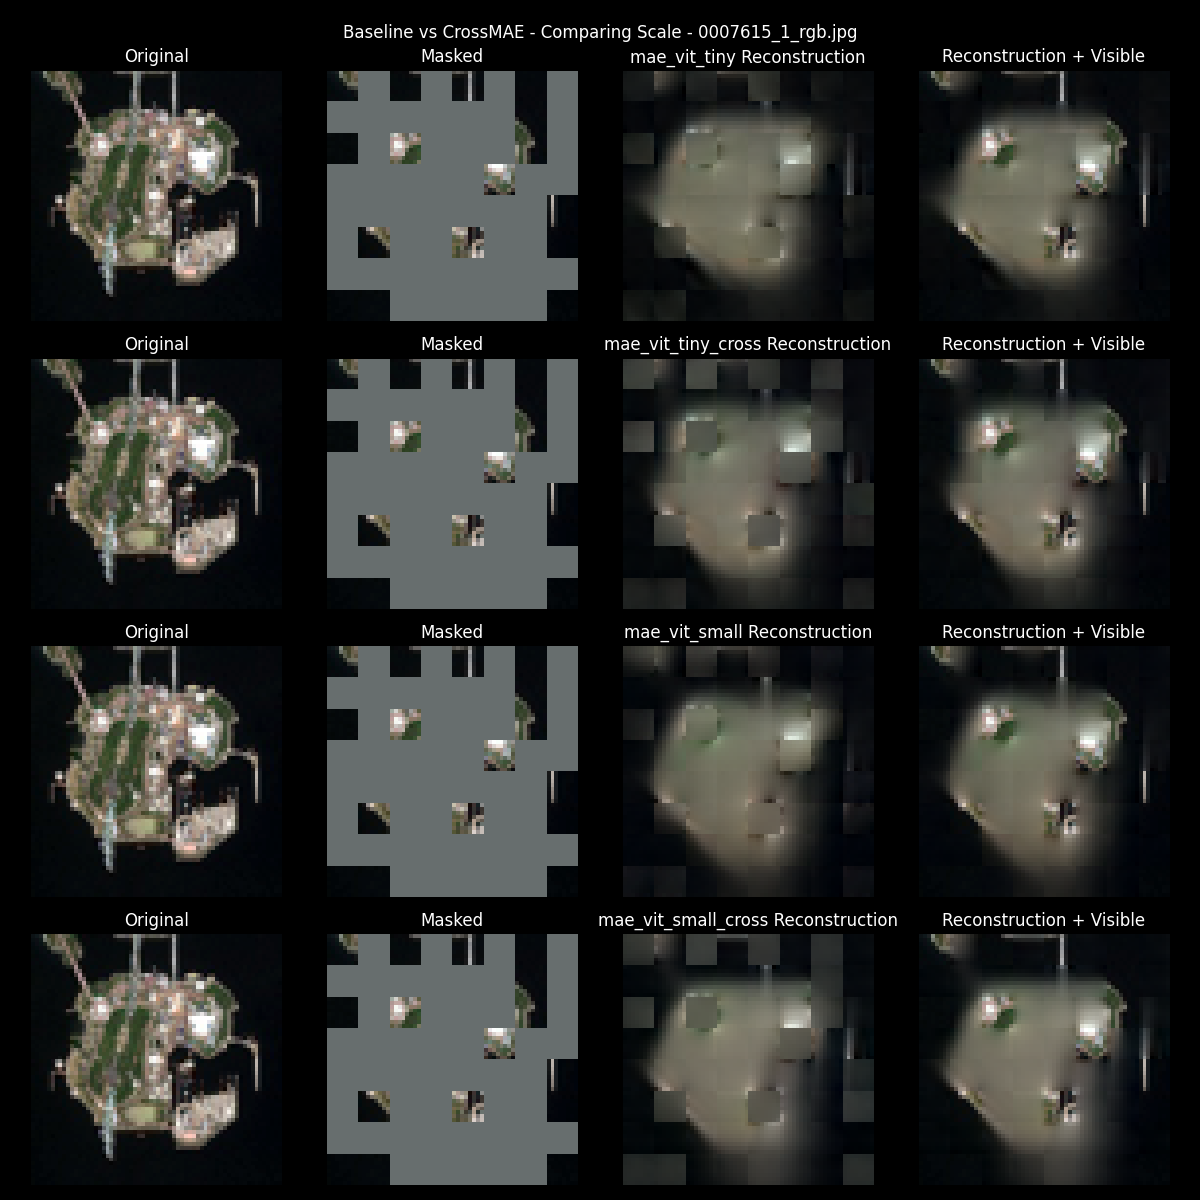 Baseline vs CrossMAE - Comparing Scale - 0007615_1_rgb.jpg
Original Masked mae_vit_tiny Reconstruction Reconstruction + Visible
Original Masked mae_vit_tiny_cross Reconstruction Reconstruction + Visible
Original Masked mae_vit_small Reconstruction Reconstruction + Visible
Original Masked mae_vit_small_cross Reconstruction Reconstruction + Visible